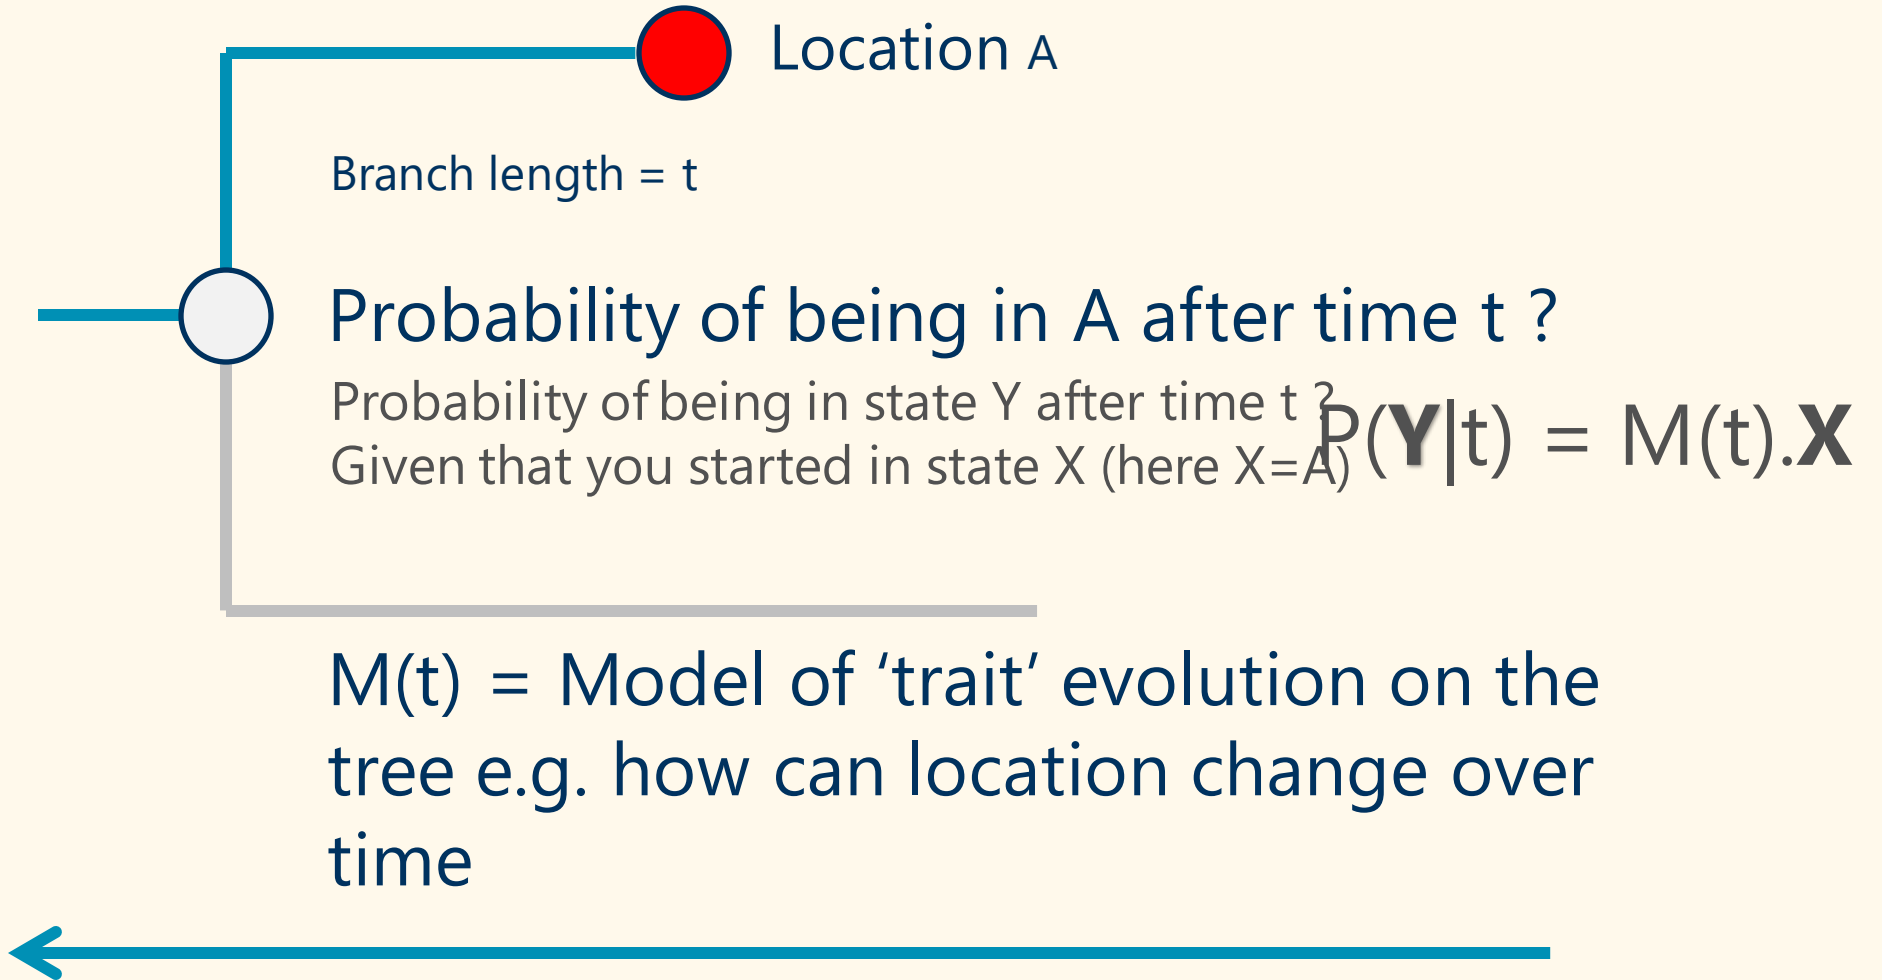 Location A
Branch length = t
Probability of being in A after time t ?
Probability of being in state Y after time t ?
Given that you started in state X (here X=A)
P(Y|t) = M(t).X
M(t) = Model of ‘trait’ evolution on the
tree e.g. how can location change over
time